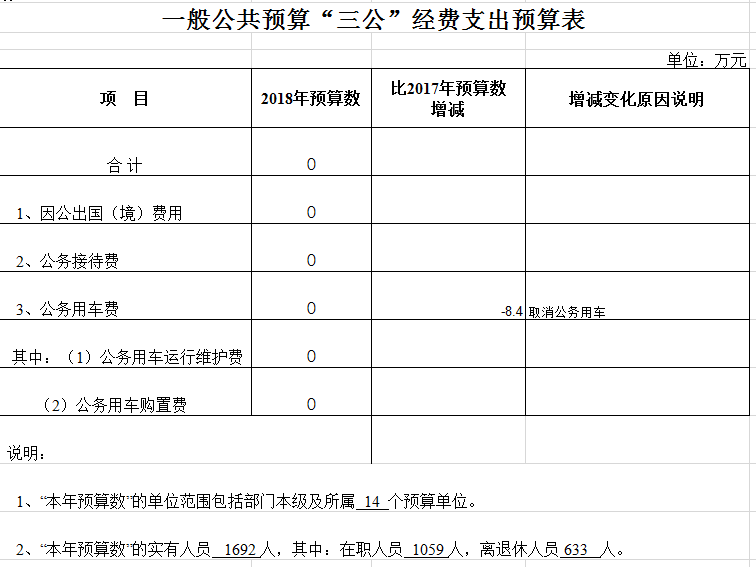 一般公共预算“三公”经费支出预算表
单位：万元
项 目 2018年预算数 比2017年预算数增减 增减变化原因说明
合 计 0
1、因公出国（境）费用 0
2、公务接待费 0
3、公务用车费 0 -8.4 取消公务用车
其中：（1）公务用车运行维护费 0
（2）公务用车购置费 0
说明：
1、“本年预算数”的单位范围包括部门本级及所属 14 个预算单位。
2、“本年预算数”的实有人员 1692 人，其中：在职人员 1059 人，离退休人员 633 人。